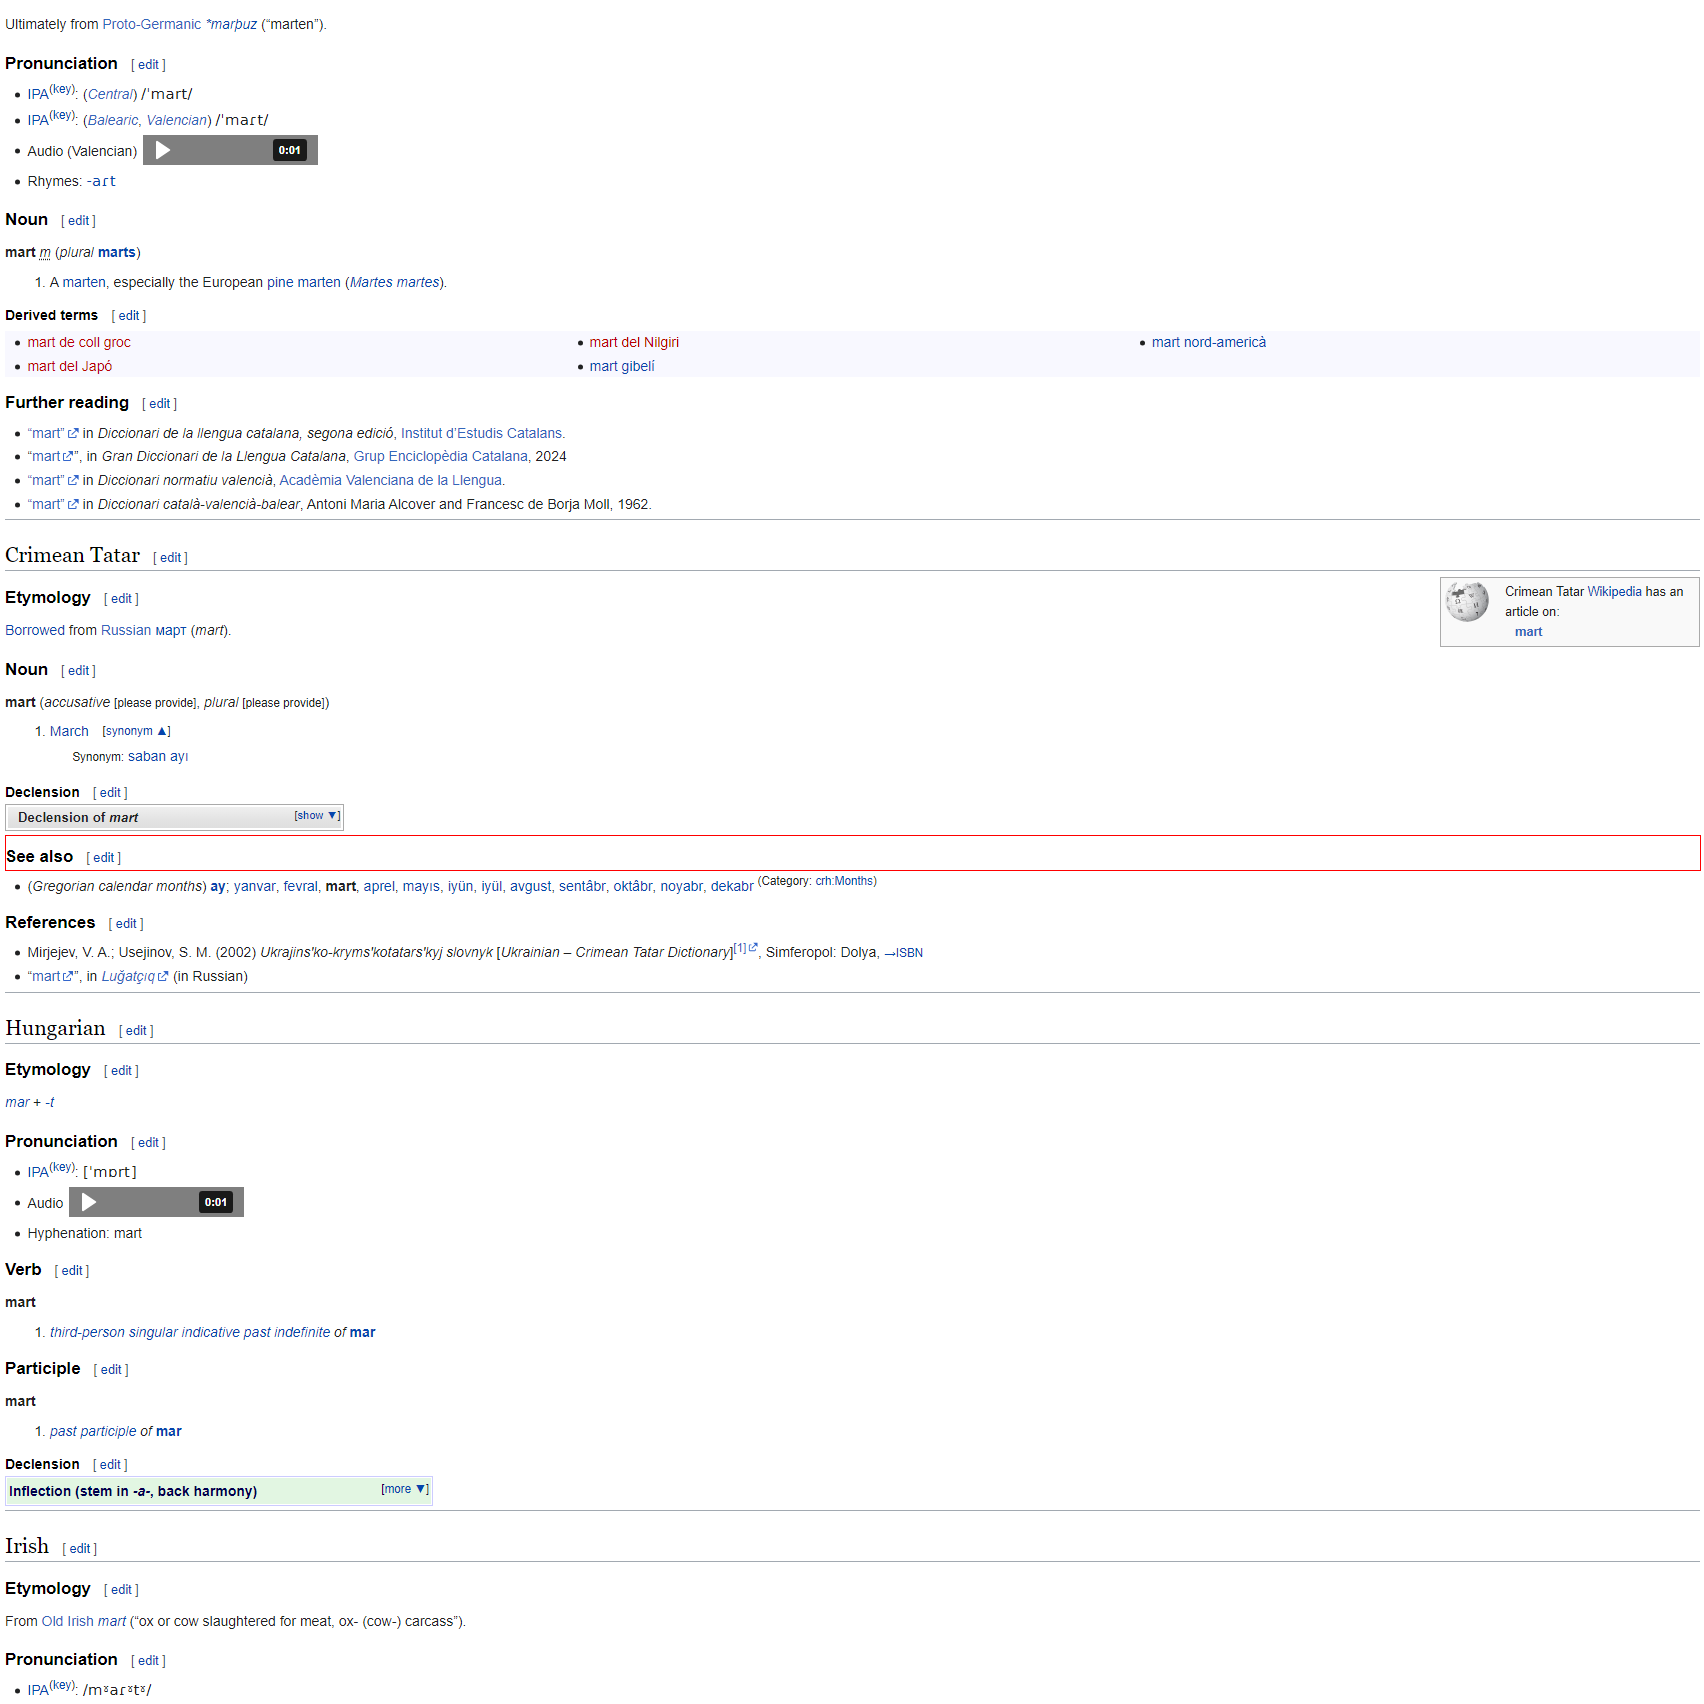 Ultimately from Proto-Germanic *marþuz (“marten”).
Pronunciation [ edit ]
• IPA(key): (Central) /ˈmart/
• IPA(key): (Balearic, Valencian) /ˈmaɾt/
• Audio (Valencian) 0:01
• Rhymes: -aɾt
Noun [ edit ]
mart m (plural marts)
1. A marten, especially the European pine marten (Martes martes).
Derived terms [ edit ]
• mart de coll groc • mart del Nilgiri • mart nord-americà
• mart del Japó • mart gibelí
Further reading [ edit ]
• “mart” in Diccionari de la llengua catalana, segona edició, Institut d’Estudis Catalans.
• “mart”, in Gran Diccionari de la Llengua Catalana, Grup Enciclopèdia Catalana, 2024
• “mart” in Diccionari normatiu valencià, Acadèmia Valenciana de la Llengua.
• “mart” in Diccionari català-valencià-balear, Antoni Maria Alcover and Francesc de Borja Moll, 1962.
Crimean Tatar [ edit ]
Crimean Tatar Wikipedia has an
article on:
mart
Etymology [ edit ]
Borrowed from Russian март (mart).
Noun [ edit ]
mart (accusative [please provide], plural [please provide])
1. March [synonym ▲]
Synonym: saban ayı
Declension [ edit ]
Declension of mart [show ▼]
See also [ edit ]
• (Gregorian calendar months) ay; yanvar, fevral, mart, aprel, mayıs, iyün, iyül, avgust, sentâbr, oktâbr, noyabr, dekabr (Category: crh:Months)
References [ edit ]
• Mirjejev, V. A.; Usejinov, S. M. (2002) Ukrajinsʹko-krymsʹkotatarsʹkyj slovnyk [Ukrainian – Crimean Tatar Dictionary][1], Simferopol: Dolya, →ISBN
• “mart”, in Luğatçıq (in Russian)
Hungarian [ edit ]
Etymology [ edit ]
mar + -t
Pronunciation [ edit ]
• IPA(key): [ˈmɒrt]
• Audio 0:01
• Hyphenation: mart
Verb [ edit ]
mart
1. third-person singular indicative past indefinite of mar
Participle [ edit ]
mart
1. past participle of mar
Declension [ edit ]
Inflection (stem in -a-, back harmony) [more ▼]
Irish [ edit ]
Etymology [ edit ]
From Old Irish mart (“ox or cow slaughtered for meat, ox- (cow-) carcass”).
Pronunciation [ edit ]
• IPA(key): /mˠaɾˠtˠ/